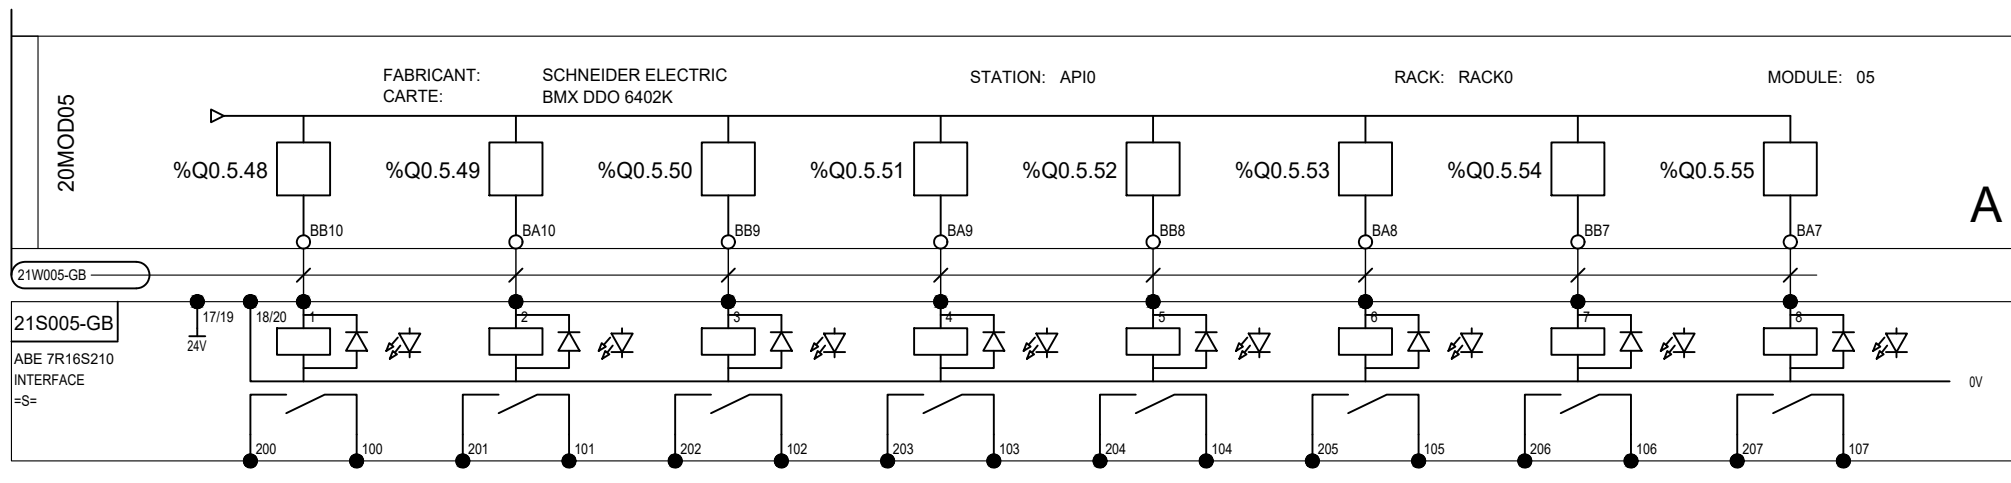 FABRICANT: SCHNEIDER ELECTRIC STATION: API0 RACK: RACK0 MODULE: 05
CARTE: BMX DDO 6402K
20MOD05
%Q0.5.48 %Q0.5.49 %Q0.5.50 %Q0.5.51 %Q0.5.52 %Q0.5.53 %Q0.5.54 %Q0.5.55
A
BB10 BA10 BB9 BA9 BB8 BA8 BB7 BA7
21W005-GB
21S005-GB 17/19 18/20 1 2 3 4 5 6 7 8
24V
ABE 7R16S210
INTERFACE
=S=
0V
200 100 201 101 202 102 203 103 204 104 205 105 206 106 207 107